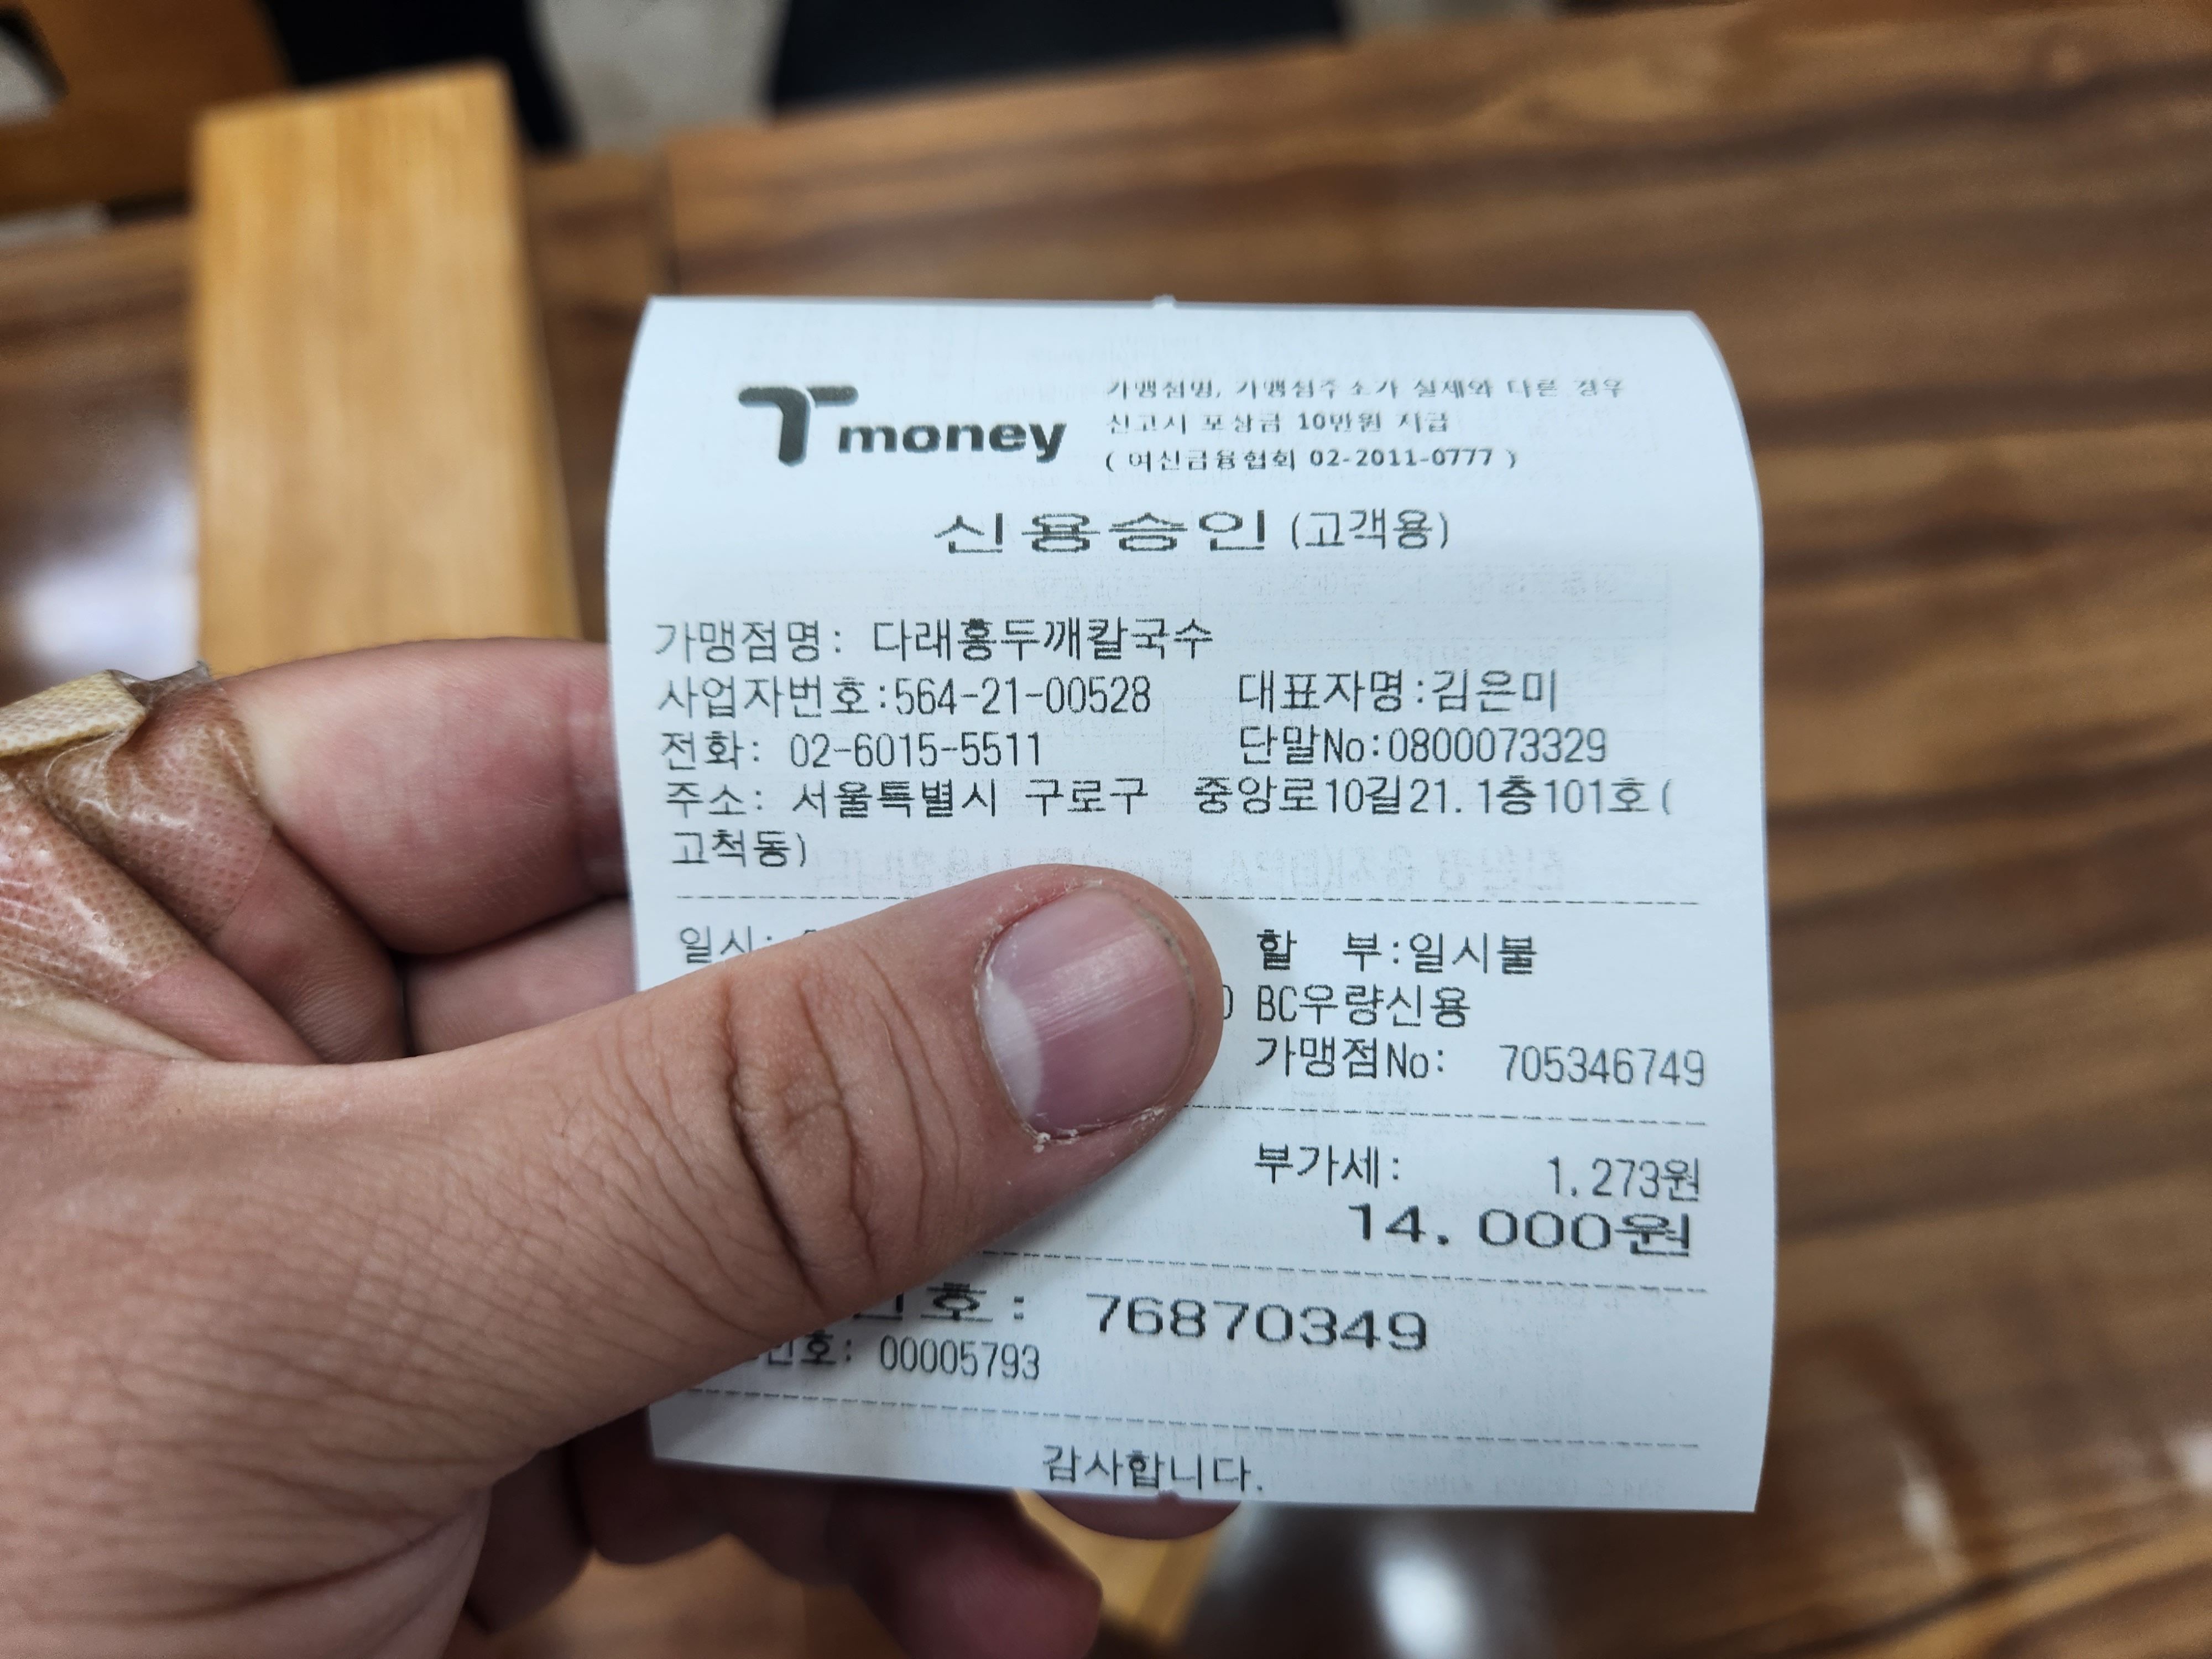 Tmoney
가맹점명, 가맹점주소가 실제와 다른 경우
신고시 포상금 10만원 지급
( 여신금융협회 02-2011-0777 )
신용승인 (고객용)
가맹점명: 다래홍두깨칼국수
사업자번호:564-21-00528 대표자명:김은미
전화: 02-6015-5511 단말No:0800073329
주소: 서울특별시 구로구 중앙로10길21. 1층101호 (
고척동)
일시: 할 부:일시불
BC우량신용
가맹점No: 705346749
부가세: 1,273원
14,000원
호: 76870349
번호: 00005793
감사합니다.